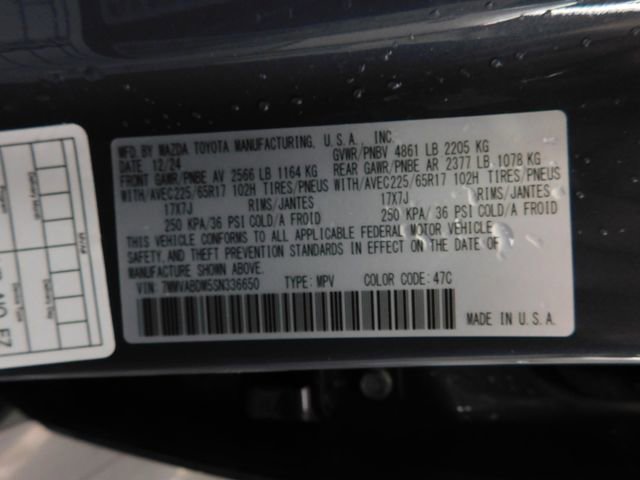 MFD. BY MAZDA TOYOTA MANUFACTURING, U.S.A., INC.
DATE 12/24 GVWR/PNBV 4861 LB 2205 KG
FRONT GAWR/PNBE AV 2566 LB 1164 KG REAR GAWR/PNBE AR 2377 LB 1078 KG
WITH/AVEC225/65R17 102H TIRES/PNEUS WITH/AVEC225/65R17 102H TIRES/PNEUS
17X7J RIMS/JANTES 17X7J RIMS/JANTES
250 KPA/36 PSI COLD/A FROID 250 KPA/ 36 PSI COLD/A FROID
THIS VEHICLE CONFORMS TO ALL APPLICABLE FEDERAL MOTOR VEHICLE
SAFETY, AND THEFT PREVENTION STANDARDS IN EFFECT ON THE DATE OF
MANUFACTURE SHOWN ABOVE.
VIN: 7MMVABDM5SN336650 TYPE: MPV COLOR CODE: 47C
MADE IN U.S.A.